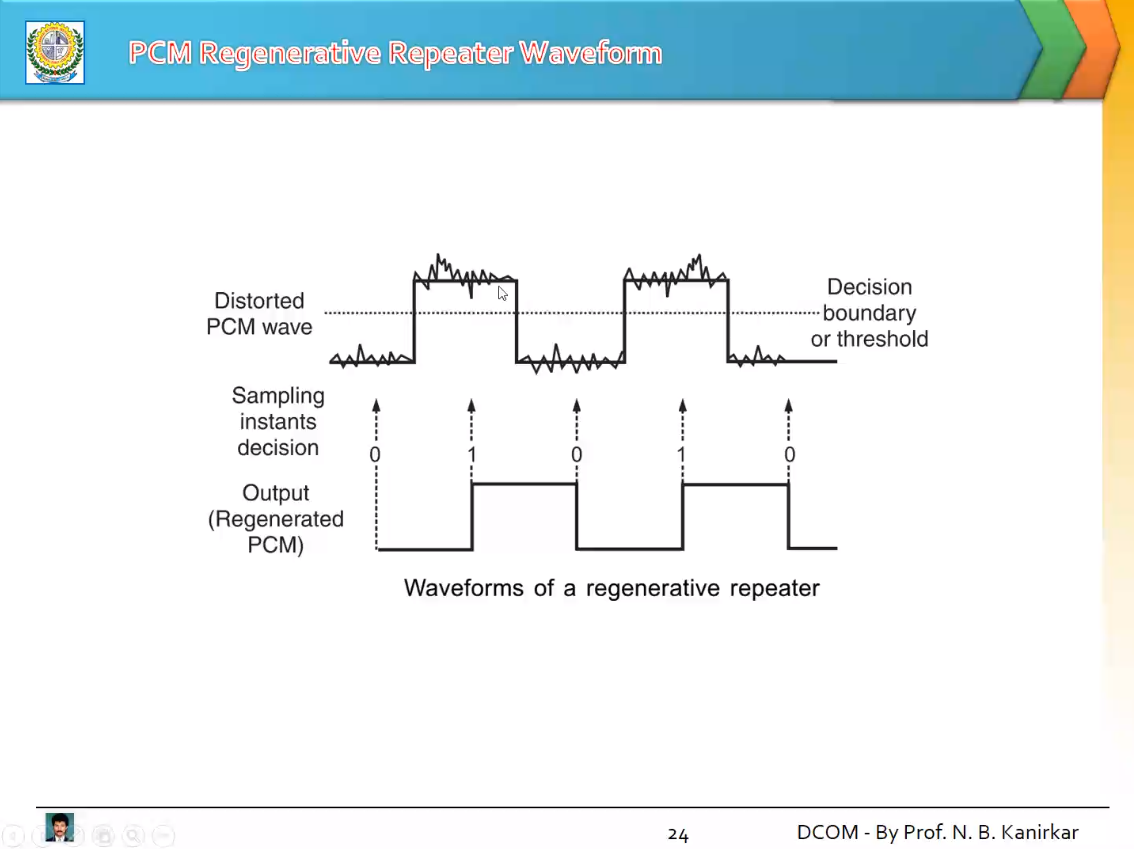 PCM Regenerative Repeater Waveform
Distorted
PCM wave
Decision
boundary
or threshold
Sampling
instants
decision
0 1 0 1 0
Output
(Regenerated
PCM)
Waveforms of a regenerative repeater
24
DCOM - By Prof. N. B. Kanirkar